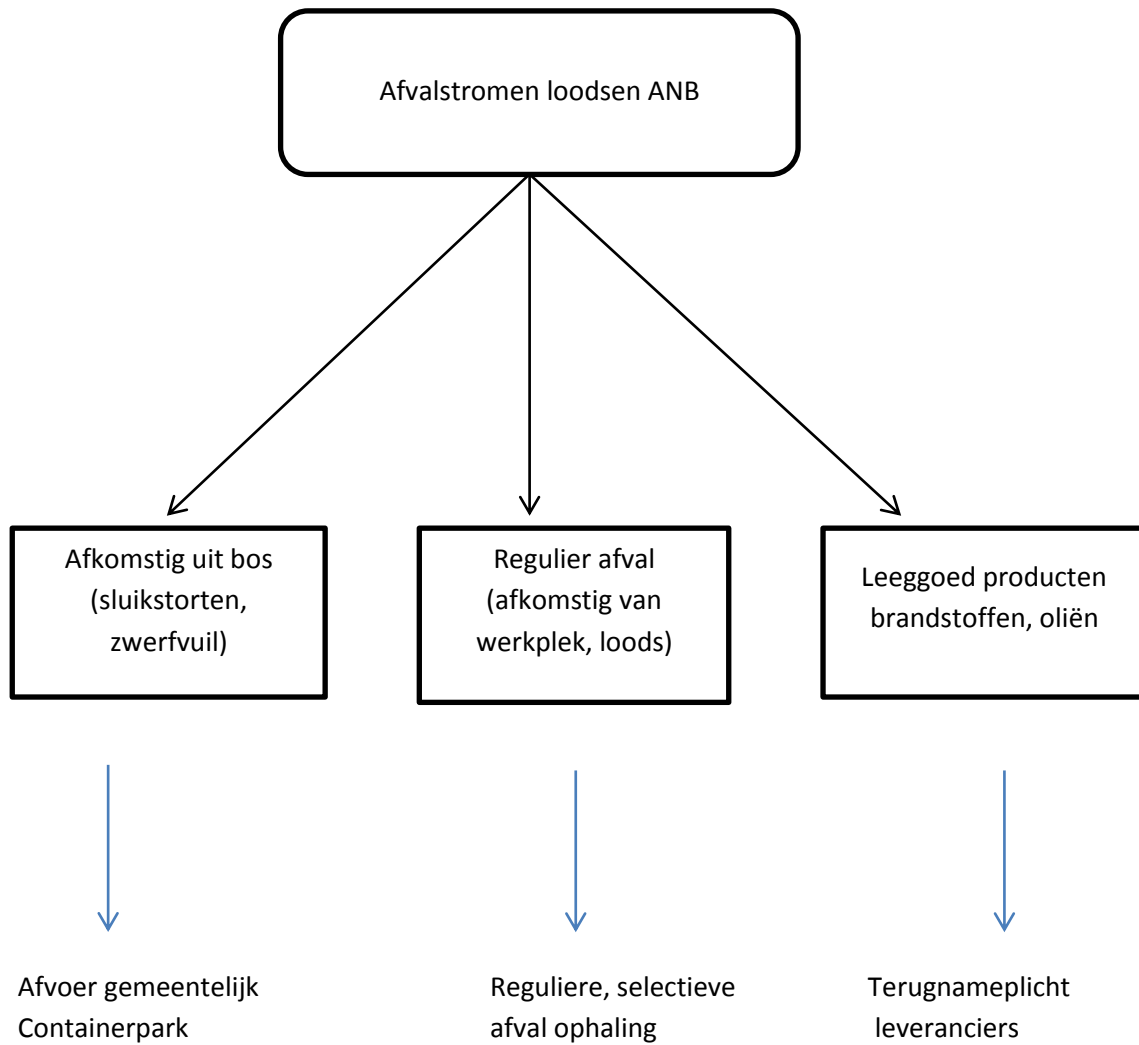 Afvalstromen loodsen ANB
Afkomstig uit bos
(sluikstorten,
zwerfvuil)
Regulier afval
(afkomstig van
werkplek, loods)
Leeggoed producten
brandstoffen, oliën
Afvoer gemeentelijk
Containerpark
Reguliere, selectieve
afval ophaling
Terugnameplicht
leveranciers